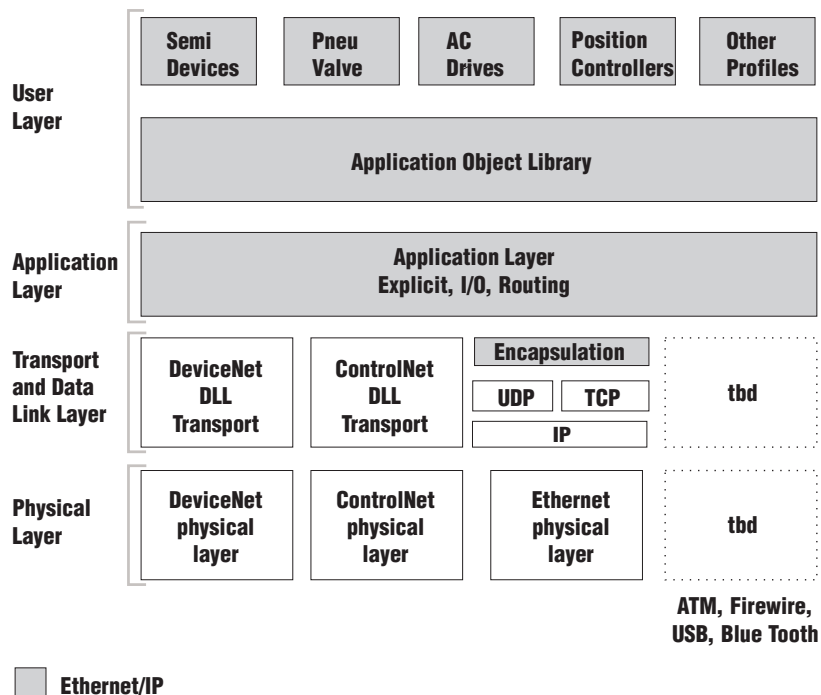 User
Layer
Semi
Devices
Pneu
Valve
AC
Drives
Position
Controllers
Other
Profiles
Application Object Library
Application
Layer
Application Layer
Explicit, I/O, Routing
Transport
and Data
Link Layer
DeviceNet
DLL
Transport
ControlNet
DLL
Transport
Encapsulation
UDP
TCP
IP
tbd
Physical
Layer
DeviceNet
physical
layer
ControlNet
physical
layer
Ethernet
physical
layer
tbd
ATM, Firewire,
USB, Blue Tooth
Ethernet/IP